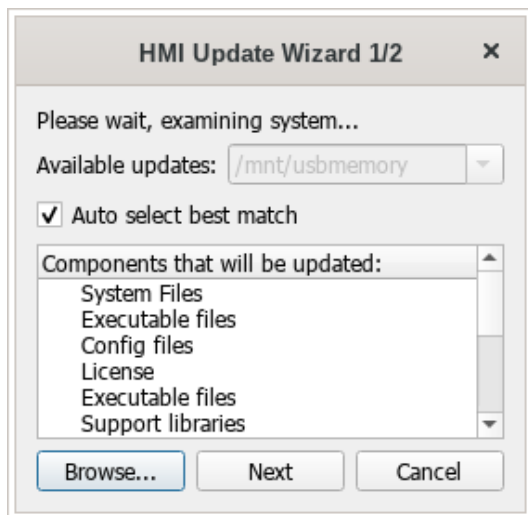 HMI Update Wizard 1/2
Please wait, examining system...
Available updates: /mnt/usbmemory
Auto select best match
Components that will be updated:
System Files
Executable files
Config files
License
Executable files
Support libraries
Browse... Next Cancel